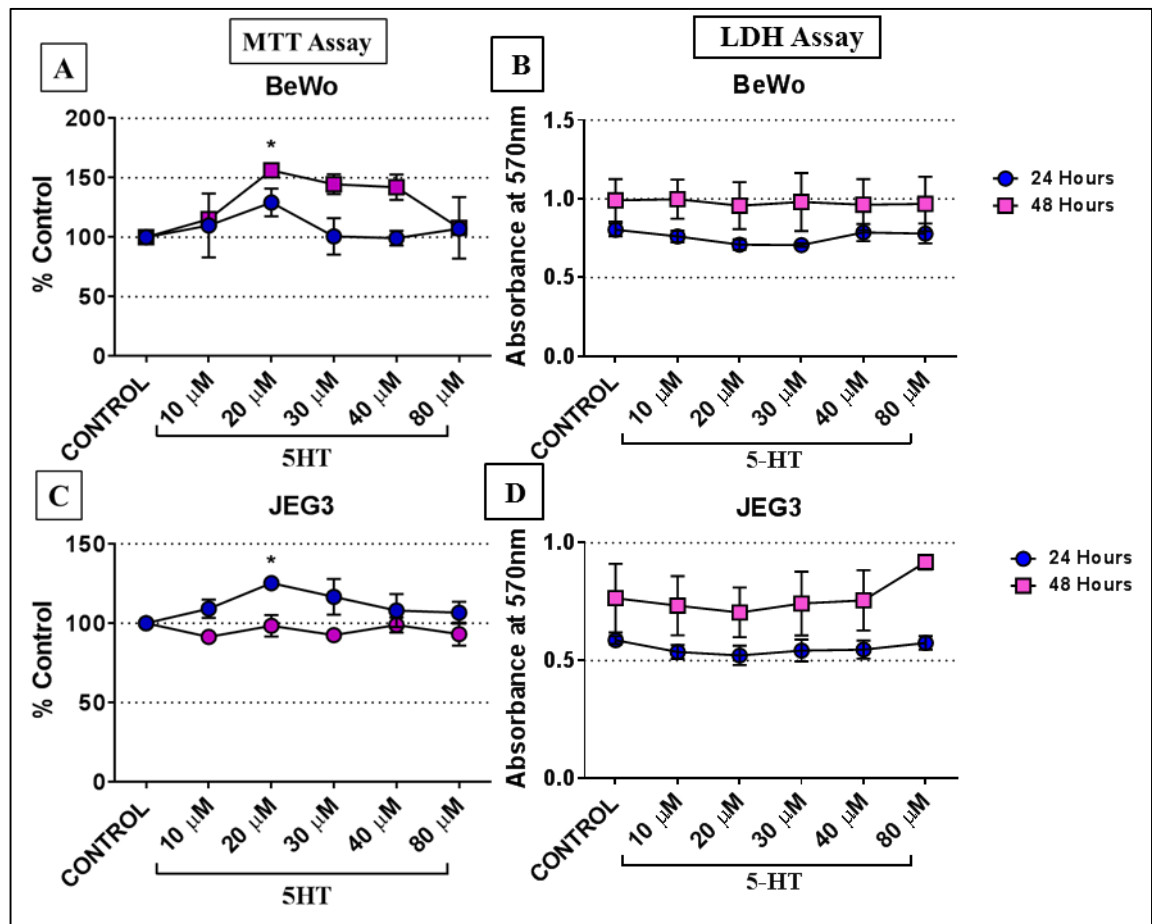 MTT Assay
LDH Assay
A
BeWo
% Control
200
150
100
50
0
*
CONTROL
10 µM
20 µM
30 µM
40 µM
80 µM
5HT
B
BeWo
Absorbance at 570nm
1.5
1.0
0.5
0.0
CONTROL
10 µM
20 µM
30 µM
40 µM
80 µM
5-HT
24 Hours
48 Hours
C
JEG3
% Control
150
100
50
0
*
CONTROL
10 µM
20 µM
30 µM
40 µM
80 µM
5HT
D
JEG3
Absorbance at 570nm
1.0
0.5
0.0
CONTROL
10 µM
20 µM
30 µM
40 µM
80 µM
5-HT
24 Hours
48 Hours